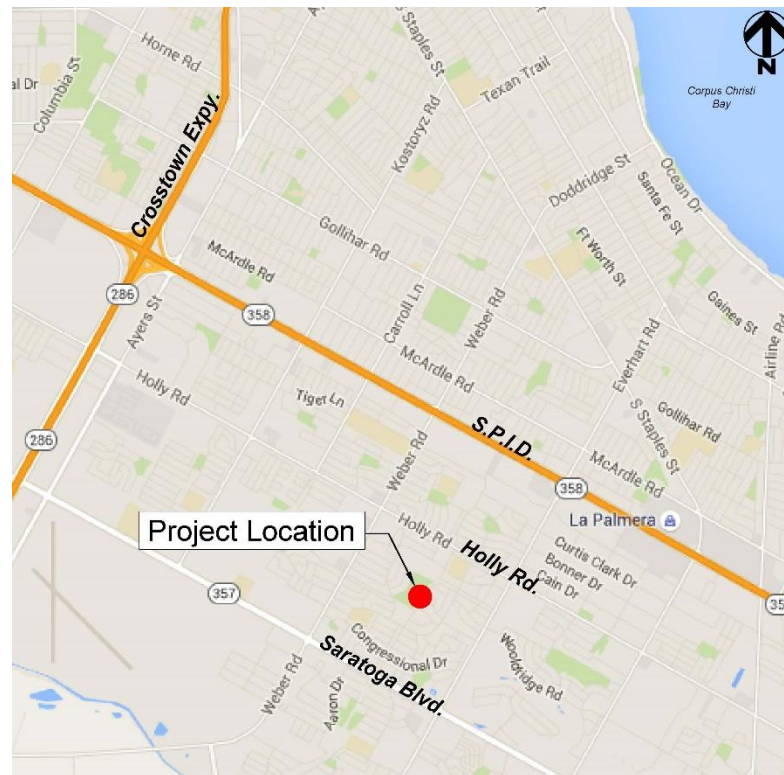 Horne Rd
S Staples St
Texan Trail
N
Corpus Christi
Bay
al Dr
Columbia St
Crosstown Expy.
Kostoryz Rd
Doddridge St
Ocean Dr
Santa Fe St
Gollihar Rd
McArdle Rd
Ft Worth St
286
Ayers St
358
Carroll Ln
Weber Rd
Gaines St
Airline Rd
Everhart Rd
McArdle Rd
Holly Rd
Tiger Ln
S.P.I.D.
S Staples St
Gollihar Rd
286
Weber Rd
McArdle Rd
358
La Palmera
Project Location
Holly Rd
Holly Rd.
Curtis Clark Dr
Bonner Dr
Cain Dr
357
35
Congressional Dr
Saratoga Blvd.
Wooldridge Rd
Weber Rd
Aaron Dr